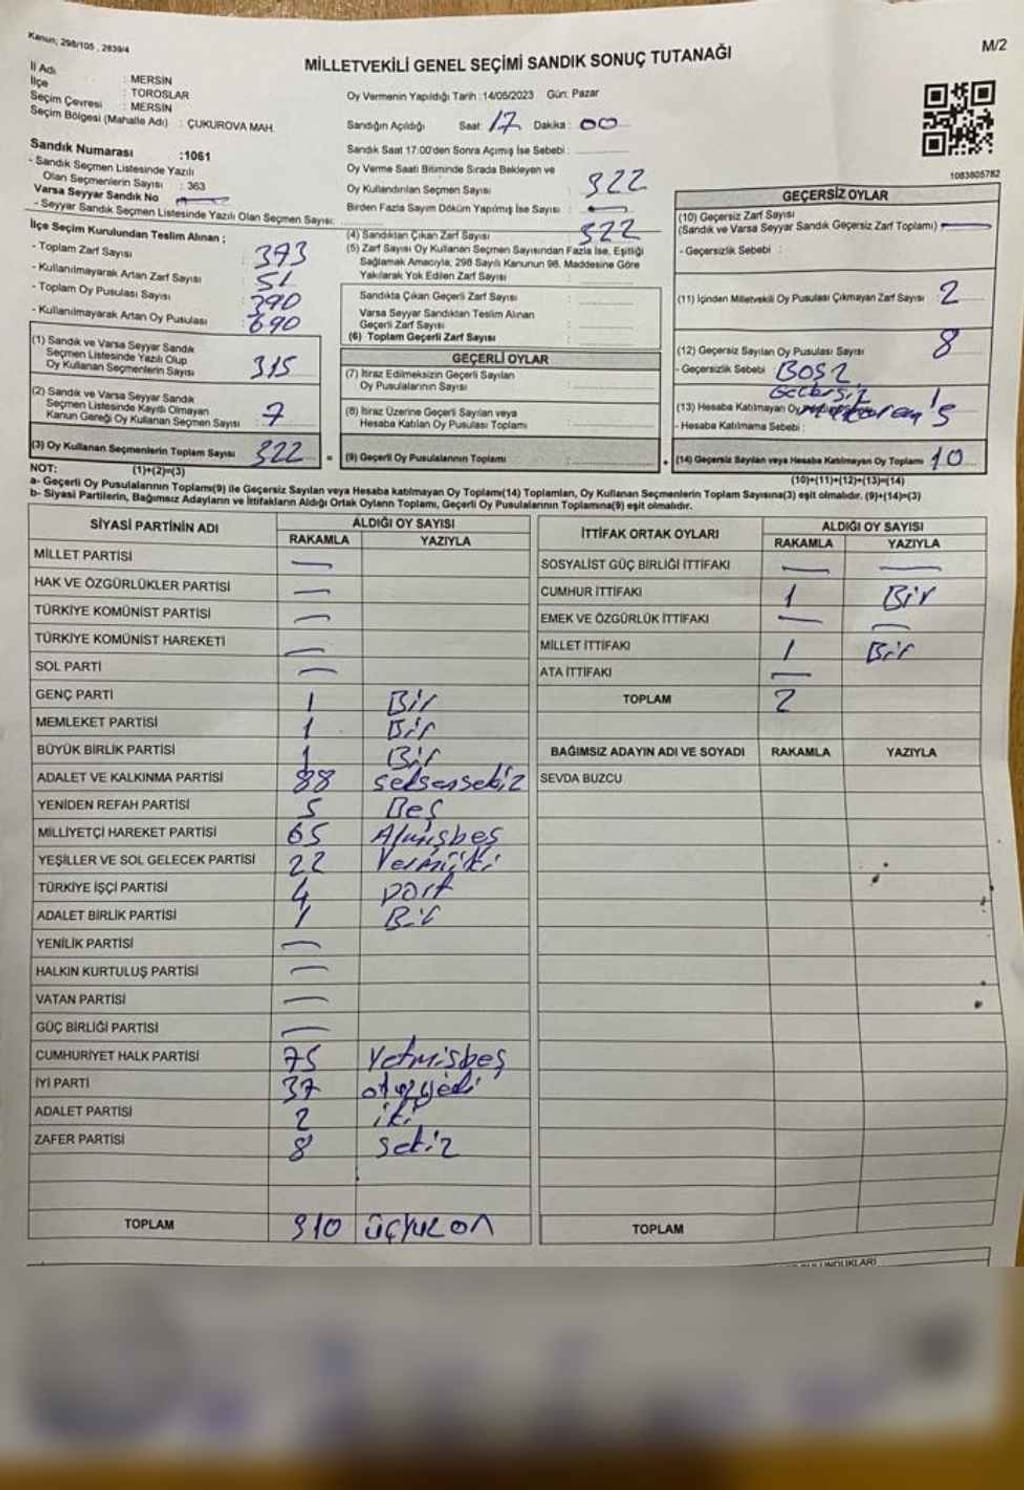 Kanun; 298/105 , 2839/4
M/2
MİLLETVEKİLİ GENEL SEÇİMİ SANDIK SONUÇ TUTANAĞI
İl Adı : MERSİN
İlçe : TOROSLAR
Seçim Çevresi : MERSİN
Seçim Bölgesi (Mahalle Adı) : ÇUKUROVA MAH.
Sandık Numarası :1061
- Sandık Seçmen Listesinde Yazılı
Olan Seçmenlerin Sayısı : 363
Varsa Seyyar Sandık No
- Seyyar Sandık Seçmen Listesinde Yazılı Olan Seçmen Sayısı:
Oy Vermenin Yapıldığı Tarih :14/05/2023 Gün: Pazar
Sandığın Açıldığı Saat: 17 Dakika : 00
Sandık Saat 17:00'den Sonra Açımış İse Sebebi :
Oy Verme Saati Bitiminde Sırada Bekleyen ve
Oy Kullandırılan Seçmen Sayısı : 322
Birden Fazla Sayım Döküm Yapılmış İse Sayısı : —
1083805782
İlçe Seçim Kurulundan Teslim Alınan ;
- Toplam Zarf Sayısı : 373
- Kullanılmayarak Artan Zarf Sayısı : 51
- Toplam Oy Pusulası Sayısı : 390
- Kullanılmayarak Artan Oy Pusulası : 690
(1) Sandık ve Varsa Seyyar Sandık
Seçmen Listesinde Yazılı Olup
Oy Kullanan Seçmenlerin Sayısı : 315
(2) Sandık ve Varsa Seyyar Sandık
Seçmen Listesinde Kayıtlı Olmayan
Kanun Gereği Oy Kullanan Seçmen Sayısı : 7
(3) Oy Kullanan Seçmenlerin Toplam Sayısı : 322
(1)+(2)=(3)
(4) Sandıktan Çıkan Zarf Sayısı : 322
(5) Zarf Sayısı Oy Kullanan Seçmen Sayısından Fazla İse, Eşitliği
Sağlamak Amacıyla, 298 Sayılı Kanunun 98. Maddesine Göre
Yakılarak Yok Edilen Zarf Sayısı :
Sandıkta Çıkan Geçerli Zarf Sayısı :
Varsa Seyyar Sandıktan Teslim Alınan
Geçerli Zarf Sayısı :
(6) Toplam Geçerli Zarf Sayısı :
GEÇERLİ OYLAR
(7) İtiraz Edilmeksizin Geçerli Sayılan
Oy Pusulalarının Sayısı :
(8) İtiraz Üzerine Geçerli Sayılan veya
Hesaba Katılan Oy Pusulası Toplamı :
= (9) Geçerli Oy Pusulalarının Toplamı :
GEÇERSİZ OYLAR
(10) Geçersiz Zarf Sayısı
(Sandık ve Varsa Seyyar Sandık Geçersiz Zarf Toplamı) —
- Geçersizlik Sebebi :
(11) İçinden Milletvekili Oy Pusulası Çıkmayan Zarf Sayısı : 2
(12) Geçersiz Sayılan Oy Pusulası Sayısı : 8
- Geçersizlik Sebebi : BOŞ 2
Geçersiz
(13) Hesaba Katılmayan
- Hesaba Katılmama Sebebi :
+ (14) Geçersiz Sayılan veya Hesaba Katılmayan Oy Toplamı : 10
(10)+(11)+(12)+(13)=(14)
NOT:
a- Geçerli Oy Pusulalarının Toplamı(9) ile Geçersiz Sayılan veya Hesaba katılmayan Oy Toplamı(14) Toplamları, Oy Kullanan Seçmenlerin Toplam Sayısına(3) eşit olmalıdır. (9)+(14)=(3)
b- Siyasi Partilerin, Bağımsız Adayların ve İttifakların Aldığı Ortak Oyların Toplamı, Geçerli Oy Pusulalarının Toplamına(9) eşit olmalıdır.
SİYASİ PARTİNİN ADI ALDIĞI OY SAYISI
RAKAMLA YAZIYLA
MİLLET PARTİSİ —
HAK VE ÖZGÜRLÜKLER PARTİSİ —
TÜRKİYE KOMÜNİST PARTİSİ —
TÜRKİYE KOMÜNİST HAREKETİ —
SOL PARTİ —
GENÇ PARTİ 1 Bir
MEMLEKET PARTİSİ 1 Bir
BÜYÜK BİRLİK PARTİSİ 1 Bir
ADALET VE KALKINMA PARTİSİ 88 seksensekiz
YENİDEN REFAH PARTİSİ 5 Beş
MİLLİYETÇİ HAREKET PARTİSİ 65 Atmışbeş
YEŞİLLER VE SOL GELECEK PARTİSİ 22 Yermiiki
TÜRKİYE İŞÇİ PARTİSİ 4 Dört
ADALET BİRLİK PARTİSİ 1 Bir
YENİLİK PARTİSİ —
HALKIN KURTULUŞ PARTİSİ —
VATAN PARTİSİ —
GÜÇ BİRLİĞİ PARTİSİ —
CUMHURİYET HALK PARTİSİ 75 Yetmişbeş
İYİ PARTİ 37 otuzyedi
ADALET PARTİSİ 2 iki
ZAFER PARTİSİ 8 sekiz
TOPLAM 310 üçyüz on
İTTİFAK ORTAK OYLARI ALDIĞI OY SAYISI
RAKAMLA YAZIYLA
SOSYALİST GÜÇ BİRLİĞİ İTTİFAKI — —
CUMHUR İTTİFAKI 1 Bir
EMEK VE ÖZGÜRLÜK İTTİFAKI — —
MİLLET İTTİFAKI 1 Bir
ATA İTTİFAKI —
TOPLAM 2
BAĞIMSIZ ADAYIN ADI VE SOYADI RAKAMLA YAZIYLA
SEVDA BUZCU
TOPLAM